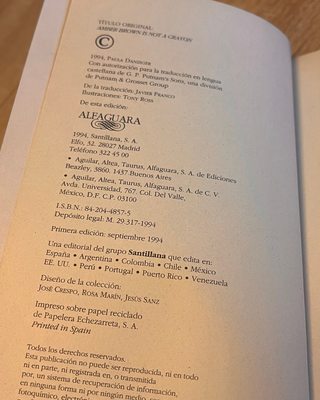 TÍTULO ORIGINAL:
AMBER BROWN IS NOT A CRAYON
©
1994, PAULA DANZIGER
Con autorización para la traducción en lengua
castellana de G. P. Putnam's Sons, una división
de Putnam & Grosset Group
De la traducción: JAVIER FRANCO
Ilustraciones: TONY ROSS
De esta edición:
ALFAGUARA
1994, Santillana, S. A.
Elfo, 32. 28027 Madrid
Teléfono 322 45 00
• Aguilar, Altea, Taurus, Alfaguara, S. A. de Ediciones
Beazley, 3860. 1437 Buenos Aires
• Aguilar, Altea, Taurus, Alfaguara, S. A. de C. V.
Avda. Universidad, 767. Col. Del Valle,
México, D.F. C.P. 03100
I.S.B.N.: 84-204-4857-5
Depósito legal: M. 29 317-1994
Primera edición: septiembre 1994
Una editorial del grupo Santillana que edita en:
España • Argentina • Colombia • Chile • México
EE. UU. • Perú • Portugal • Puerto Rico • Venezuela
Diseño de la colección:
JOSÉ CRESPO, ROSA MARÍN, JESÚS SANZ
Impreso sobre papel reciclado
de Papelera Echezarreta, S. A.
Printed in Spain
Todos los derechos reservados.
Esta publicación no puede ser reproducida, ni en todo
ni en parte, ni registrada en, o transmitida
por, un sistema de recuperación de información,
en ninguna forma ni por ningún medio, sea
fotoquímico,